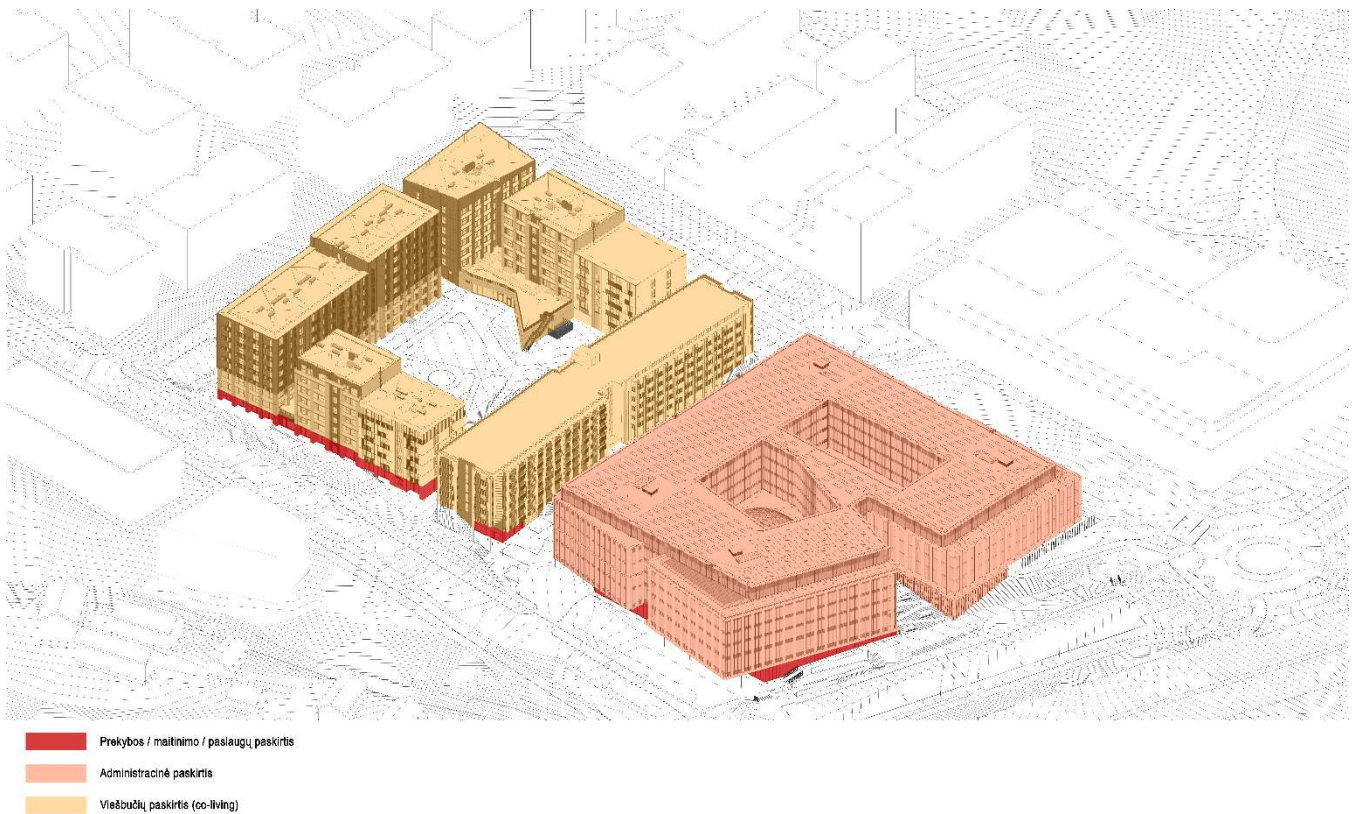 Prekybos / maitinimo / paslaugų paskirtis
Administracinė paskirtis
Viešbučių paskirtis (co-living)